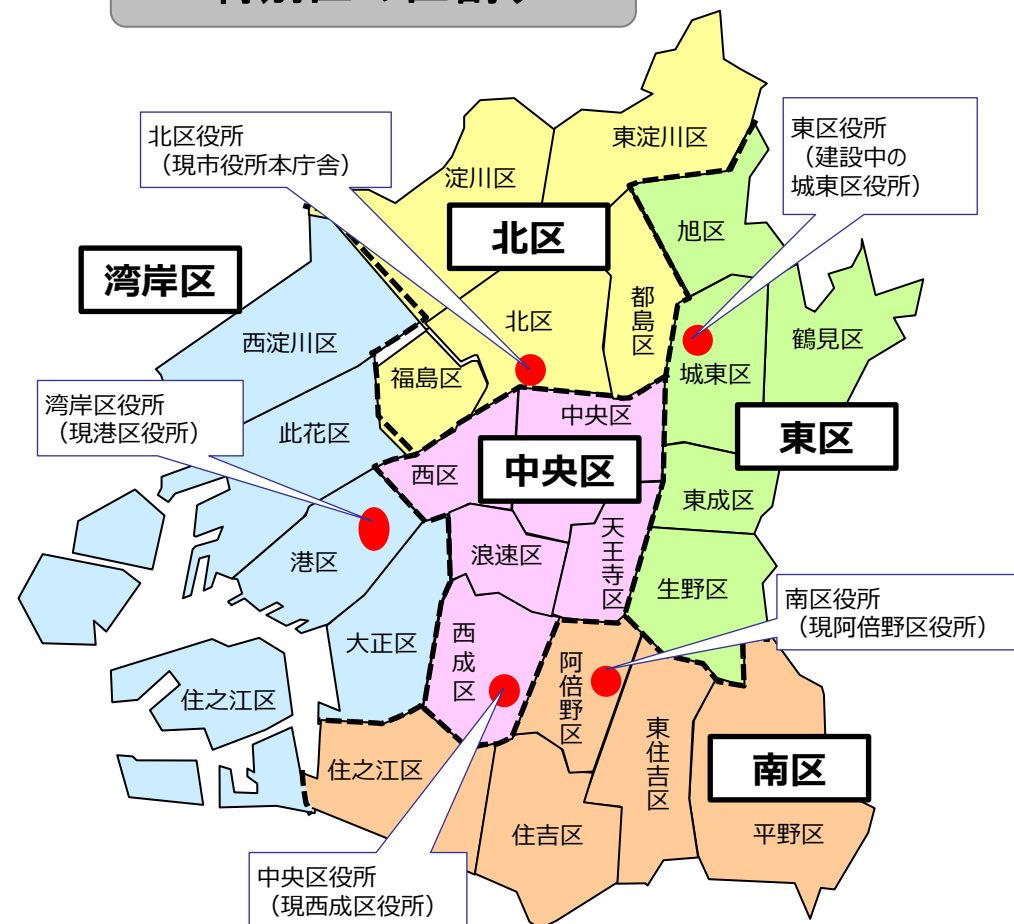 特別区の区割り
北区役所
（現市役所本庁舎）
東区役所
（建設中の
城東区役所）
東淀川区
淀川区
旭区
北区
湾岸区
北区
都島区
西淀川区
鶴見区
福島区
城東区
湾岸区役所
（現港区役所）
中央区
此花区
東区
西区
中央区
東成区
天王寺区
浪速区
港区
生野区
南区役所
（現阿倍野区役所）
西成区
大正区
阿倍野区
住之江区
東住吉区
住之江区
南区
住吉区
平野区
中央区役所
（現西成区役所）